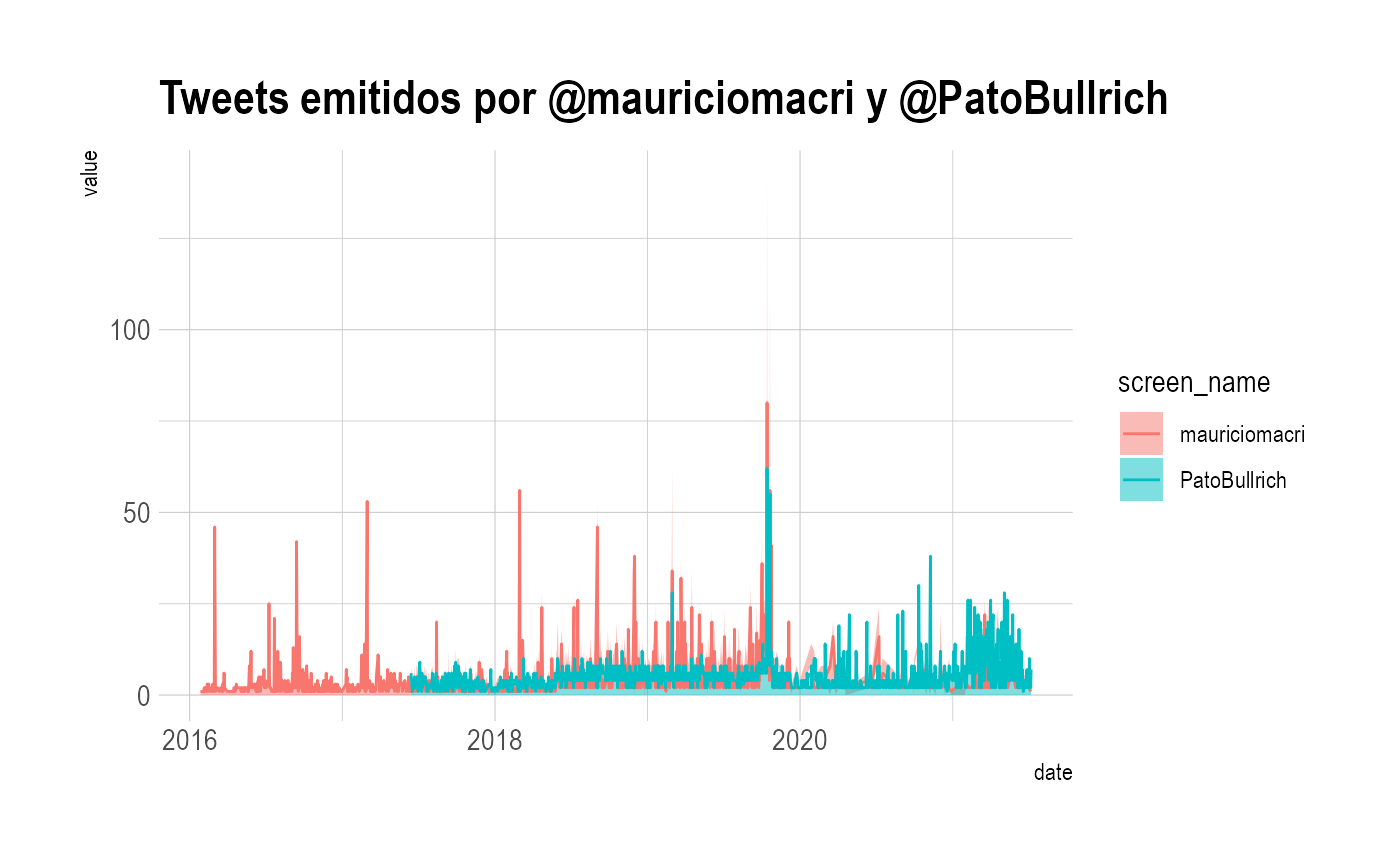 Tweets emitidos por @mauriciomacri y @PatoBullrich
value
100
50
0
2016 2018 2020
date
screen_name
mauriciomacri
PatoBullrich